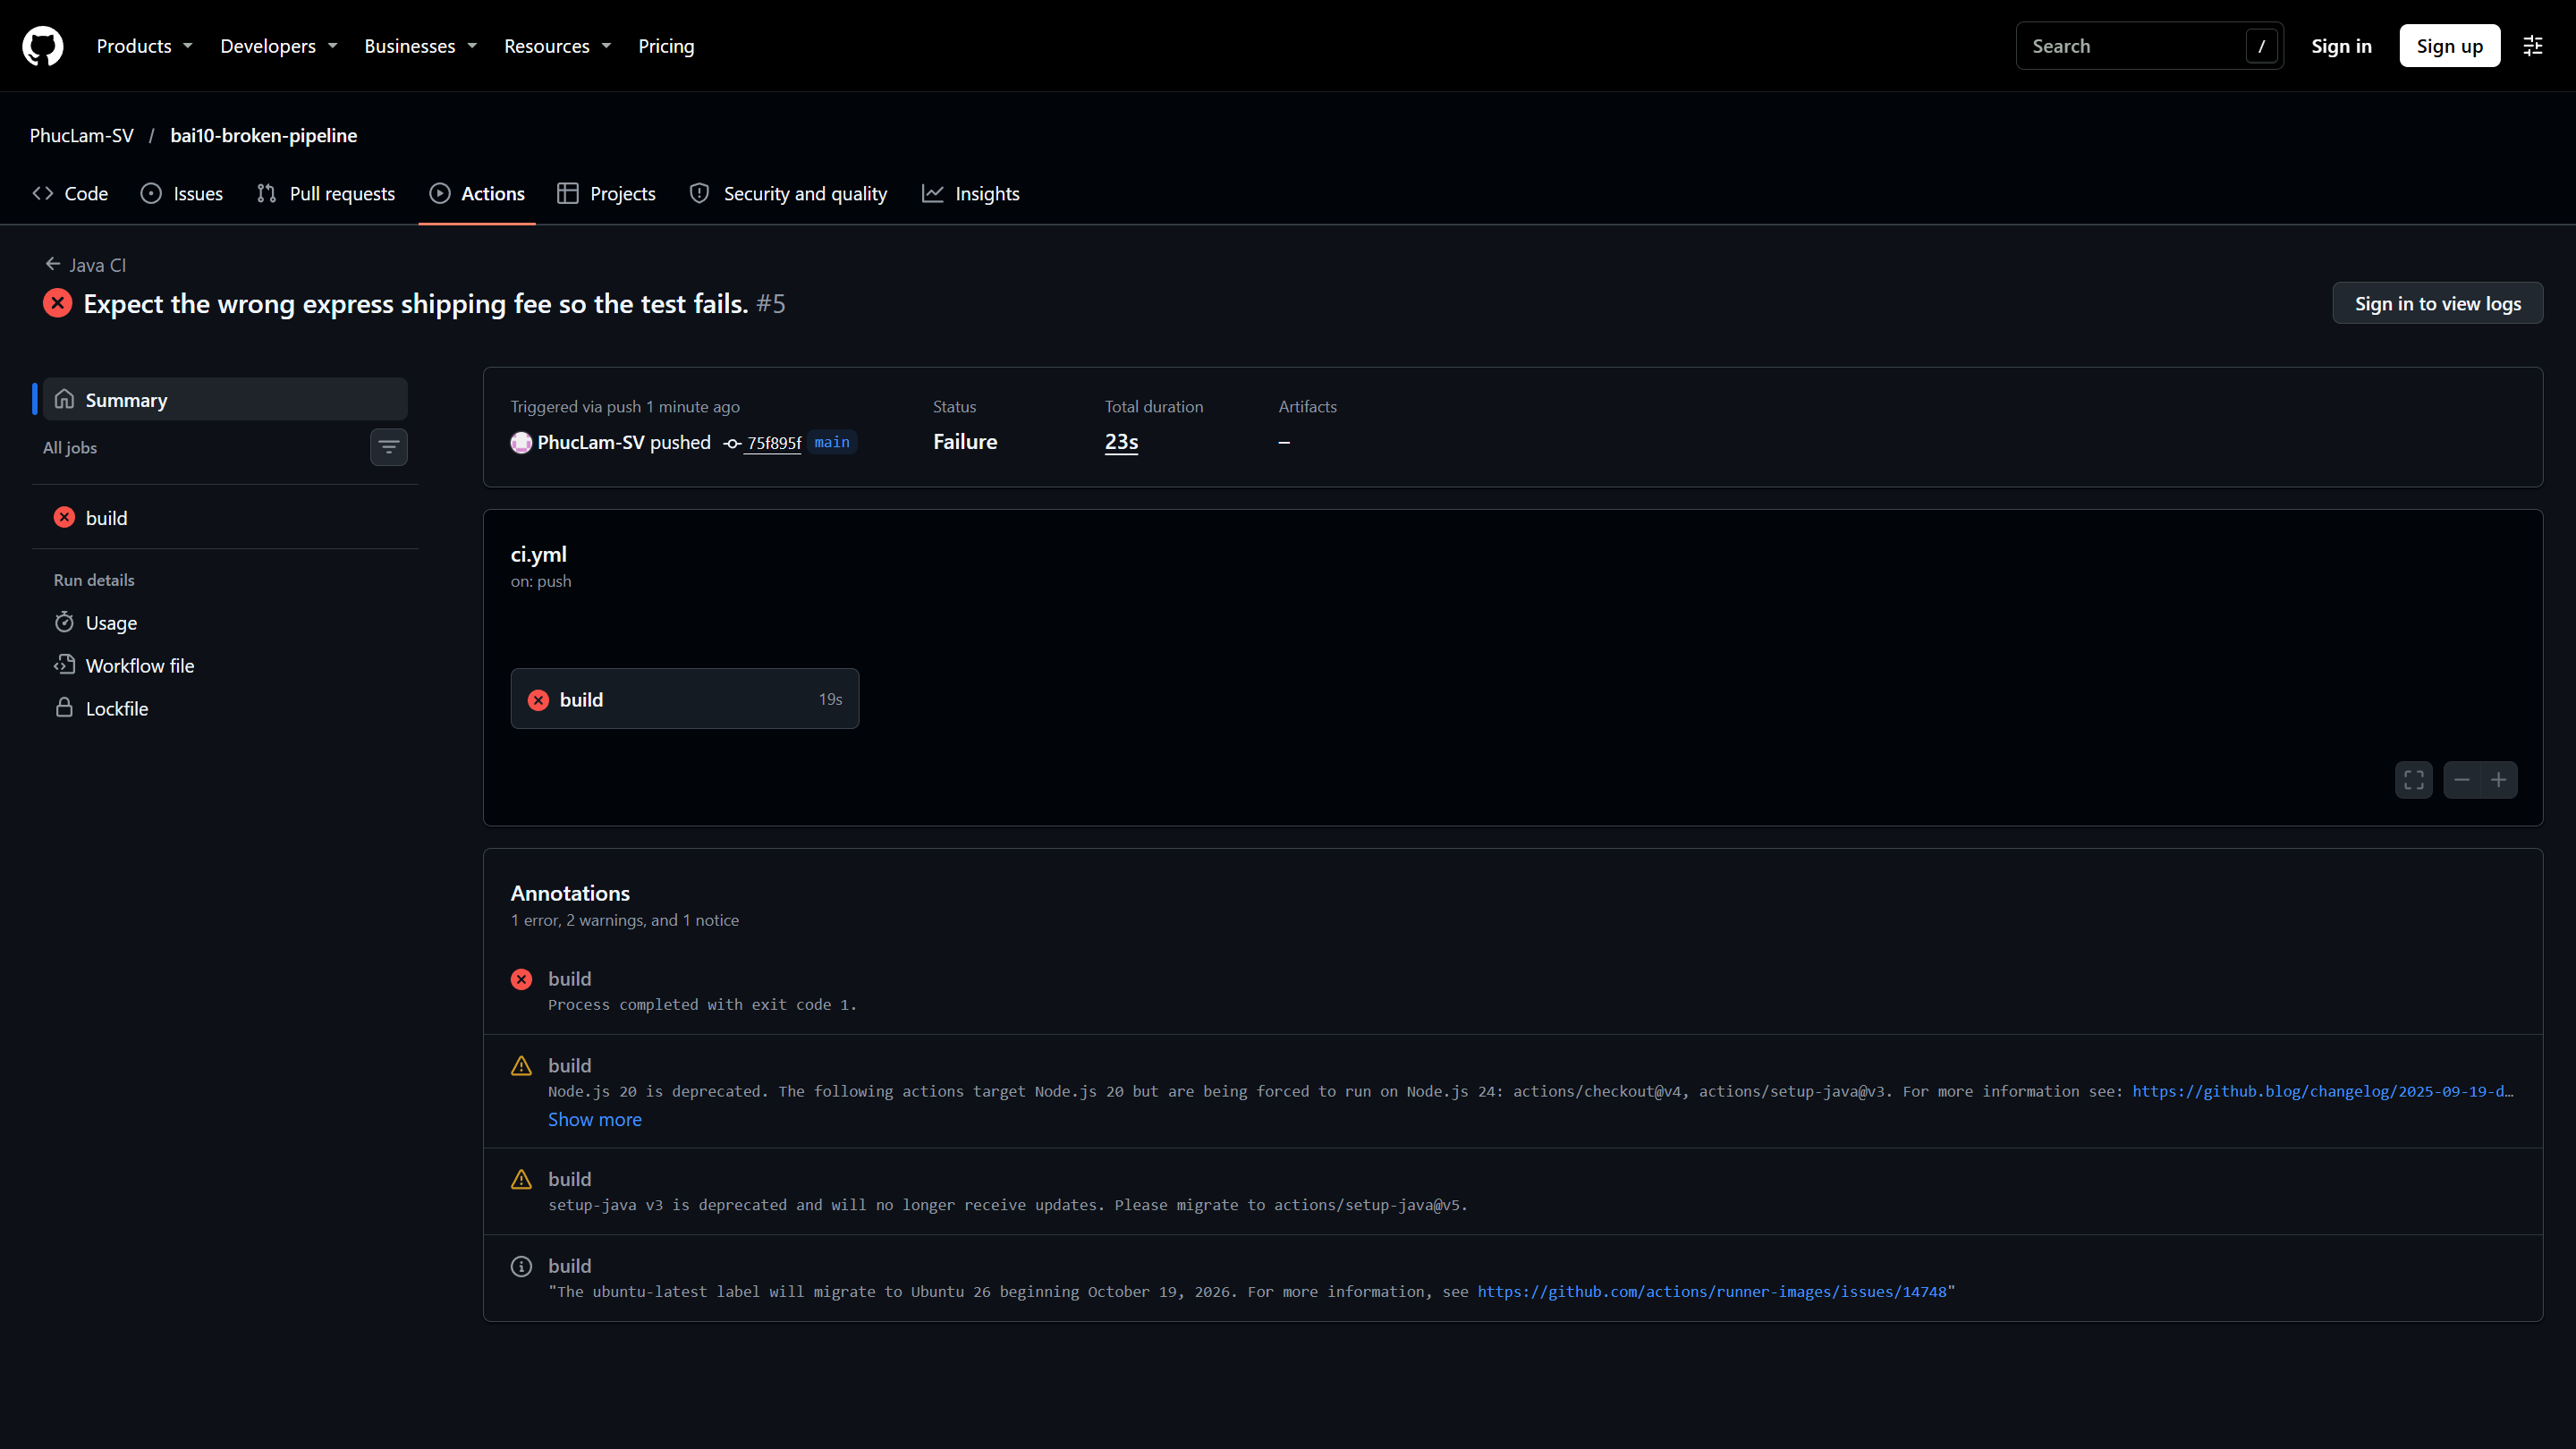 Products Developers Businesses Resources Pricing Search / Sign in Sign up
PhucLam-SV / bai10-broken-pipeline
Code Issues Pull requests Actions Projects Security and quality Insights
Java CI
Expect the wrong express shipping fee so the test fails. #5
Sign in to view logs
Summary
All jobs
build
Run details
Usage
Workflow file
Lockfile
Triggered via push 1 minute ago
PhucLam-SV pushed 75f895f main
Status
Failure
Total duration
23s
Artifacts
–
ci.yml
on: push
build 19s
Annotations
1 error, 2 warnings, and 1 notice
build
Process completed with exit code 1.
build
Node.js 20 is deprecated. The following actions target Node.js 20 but are being forced to run on Node.js 24: actions/checkout@v4, actions/setup-java@v3. For more information see: https://github.blog/changelog/2025-09-19-d…
Show more
build
setup-java v3 is deprecated and will no longer receive updates. Please migrate to actions/setup-java@v5.
build
"The ubuntu-latest label will migrate to Ubuntu 26 beginning October 19, 2026. For more information, see https://github.com/actions/runner-images/issues/14748"